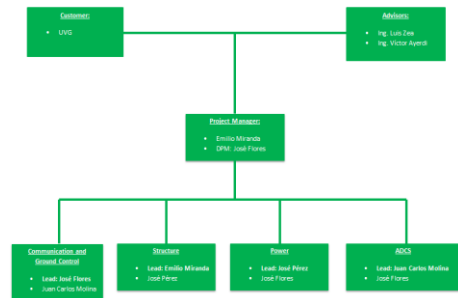 Customer:
• UVG
Advisors:
• Ing. Luis Zea
• Ing. Víctor Ayerdi
Project Manager:
• Emilio Miranda
• DPM: José Flores
Communication and
Ground Control
• Lead: José Flores
• Juan Carlos Molina
Structure
• Lead: Emilio Miranda
• José Pérez
Power
• Lead: José Pérez
• José Flores
ADCS
• Lead: Juan Carlos Molina
• José Flores